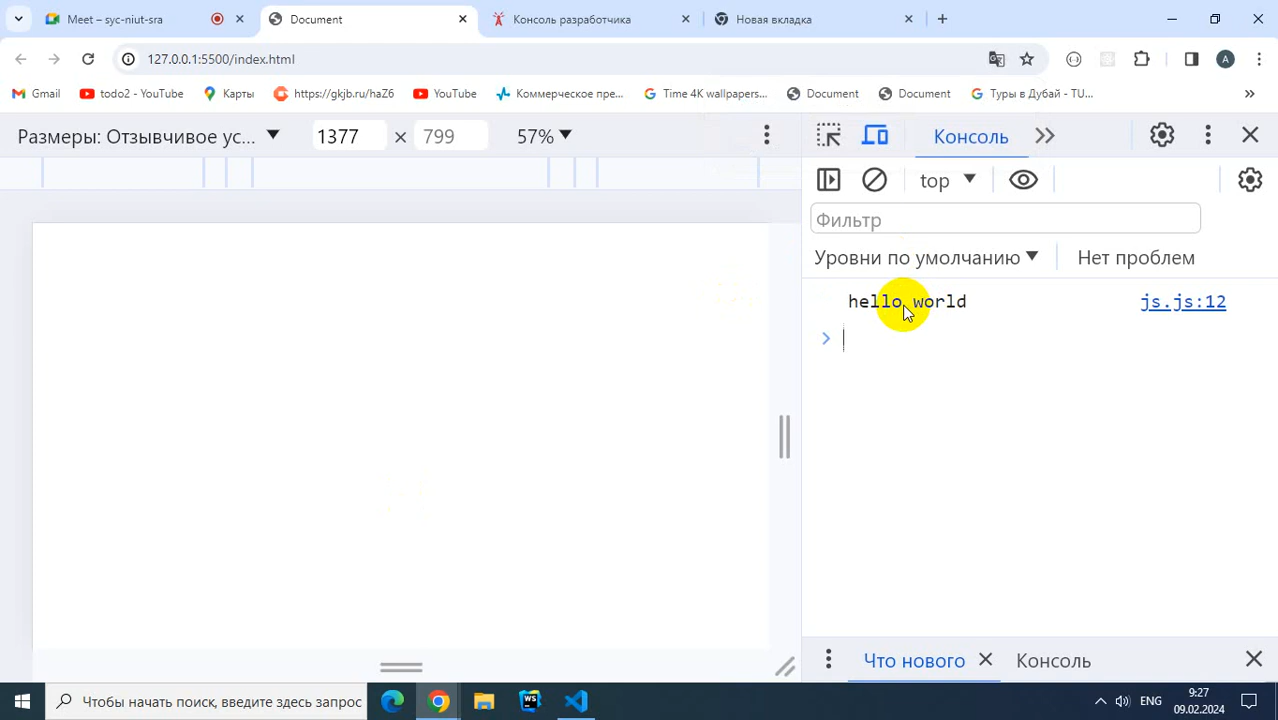 Meet – syc-niut-sra
Document
Консоль разработчика
Новая вкладка
127.0.0.1:5500/index.html
A
Gmail
todo2 - YouTube
Карты
https://gkjb.ru/haZ6
YouTube
Коммерческое пре...
Time 4K wallpapers...
Document
Document
Туры в Дубай - TU...
Размеры: Отзывчивое ус...
1377 × 799
57%
Консоль
top
Фильтр
Уровни по умолчанию
Нет проблем
hello world
js.js:12
Что нового
Консоль
Чтобы начать поиск, введите здесь запрос
WS
ENG
9:27
09.02.2024